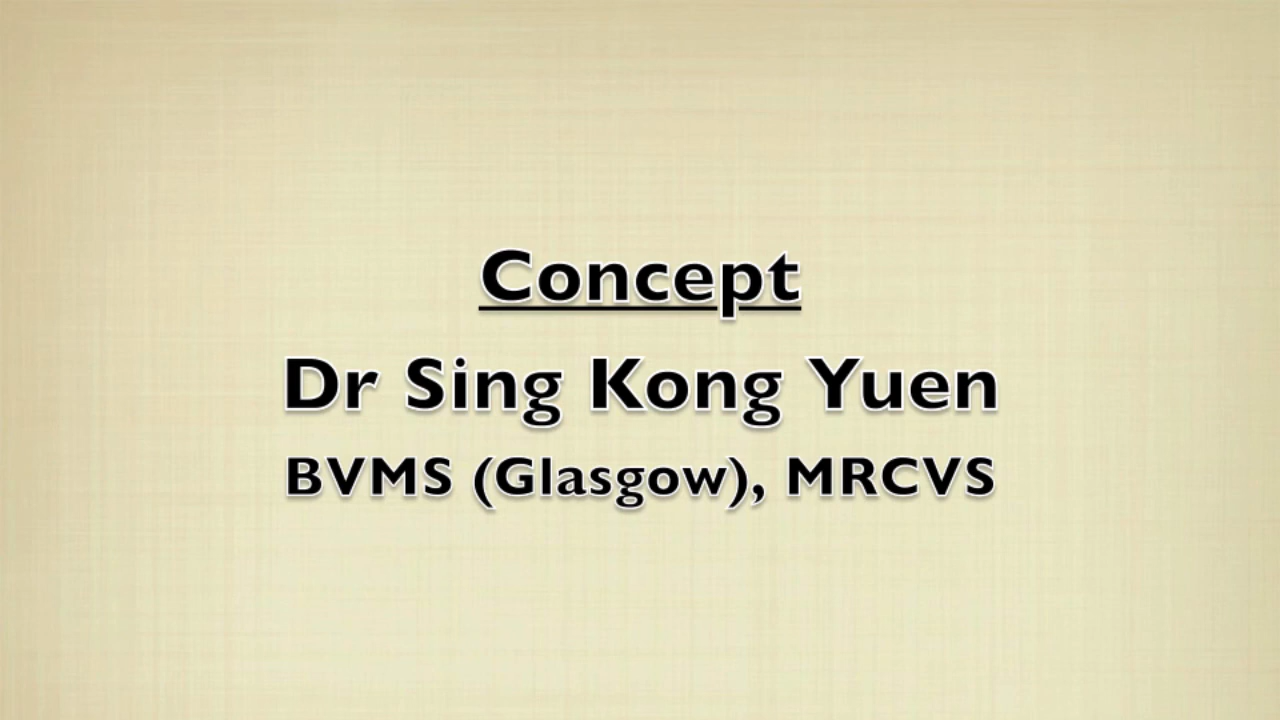 Concept
Dr Sing Kong Yuen
BVMS (Glasgow), MRCVS